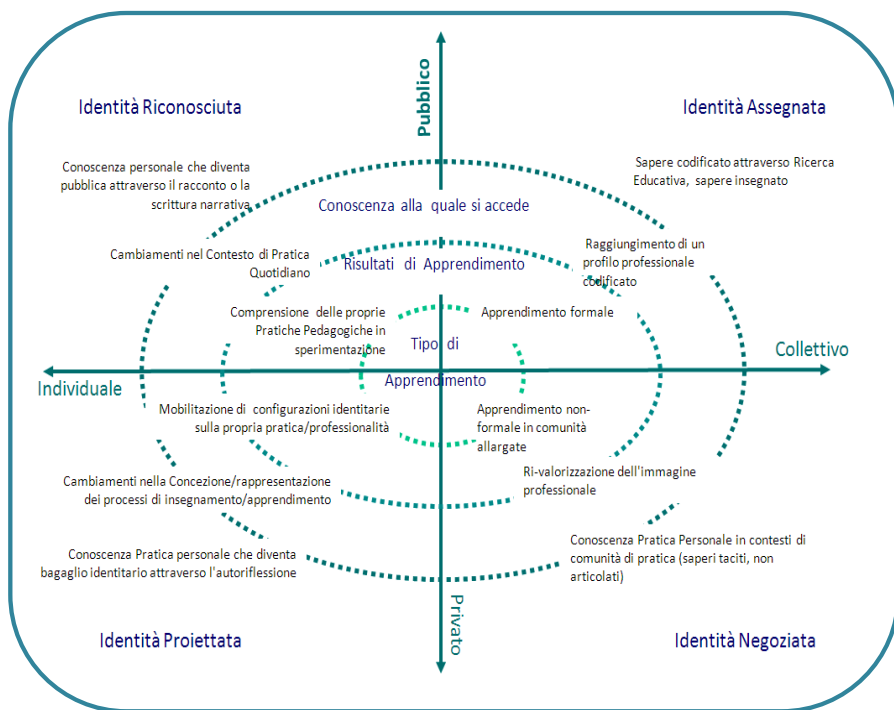 Pubblico
Identità Riconosciuta
Identità Assegnata
Conoscenza personale che diventa
pubblica attraverso il racconto o la
scrittura narrativa
Sapere codificato attraverso Ricerca
Educativa, sapere insegnato
Conoscenza alla quale si accede
Cambiamenti nel Contesto di Pratica
Quotidiano
Risultati di Apprendimento
Raggiungimento di un
profilo professionale
codificato
Comprensione delle proprie
Pratiche Pedagogiche in
sperimentazione
Apprendimento formale
Tipo di
Apprendimento
Collettivo
Individuale
Mobilitazione di configurazioni identitarie
sulla propria pratica/professionalità
Apprendimento non-
formale in comunità
allargate
Cambiamenti nella Concezione/rappresentazione
dei processi di insegnamento/apprendimento
Ri-valorizzazione dell'immagine
professionale
Conoscenza Pratica personale che diventa
bagaglio identitario attraverso l'autoriflessione
Conoscenza Pratica Personale in contesti di
comunità di pratica (saperi taciti, non
articolati)
Privato
Identità Proiettata
Identità Negoziata